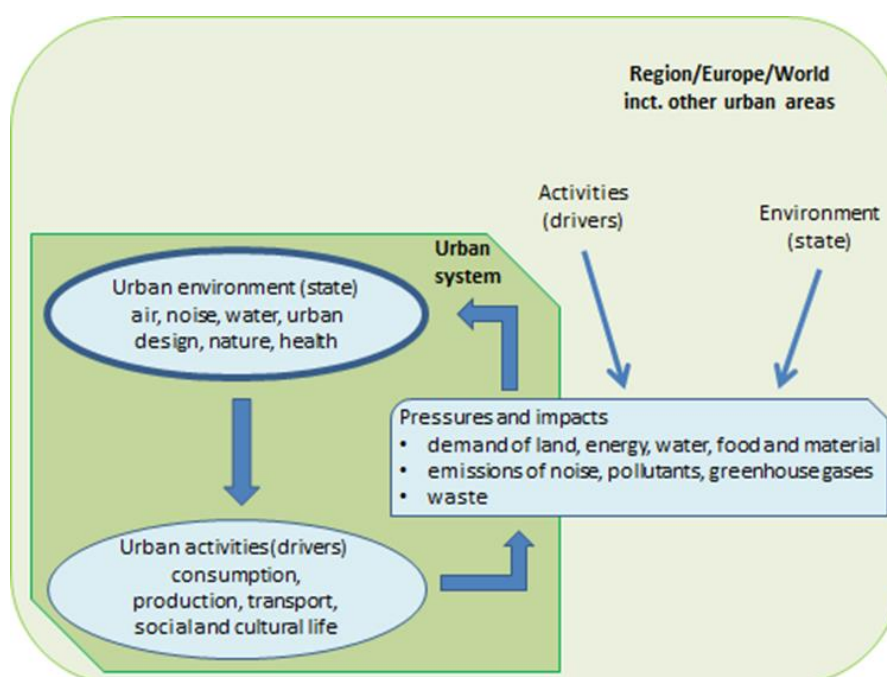 Region/Europe/World
inct. other urban areas
Activities
(drivers)
Environment
(state)
Urban
system
Urban environment (state)
air, noise, water, urban
design, nature, health
Pressures and impacts
• demand of land, energy, water, food and material
• emissions of noise, pollutants, greenhouse gases
• waste
Urban activities (drivers)
consumption,
production, transport,
social and cultural life